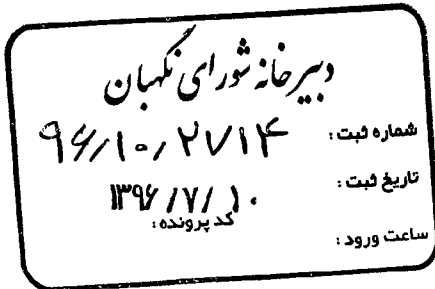 دبیرخانه شورای نگهبان
شماره ثبت: ۹۶/۱۰/۲۷۱۴
تاریخ ثبت: ۱۳۹۶/۷/۱۰
کد پرونده:
ساعت ورود: